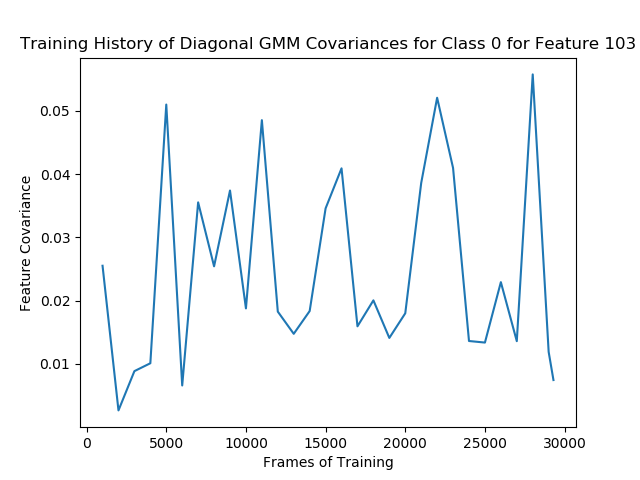 Training History of Diagonal GMM Covariances for Class 0 for Feature 103
0.05
0.04
0.03
0.02
0.01
Feature Covariance
0 5000 10000 15000 20000 25000 30000
Frames of Training